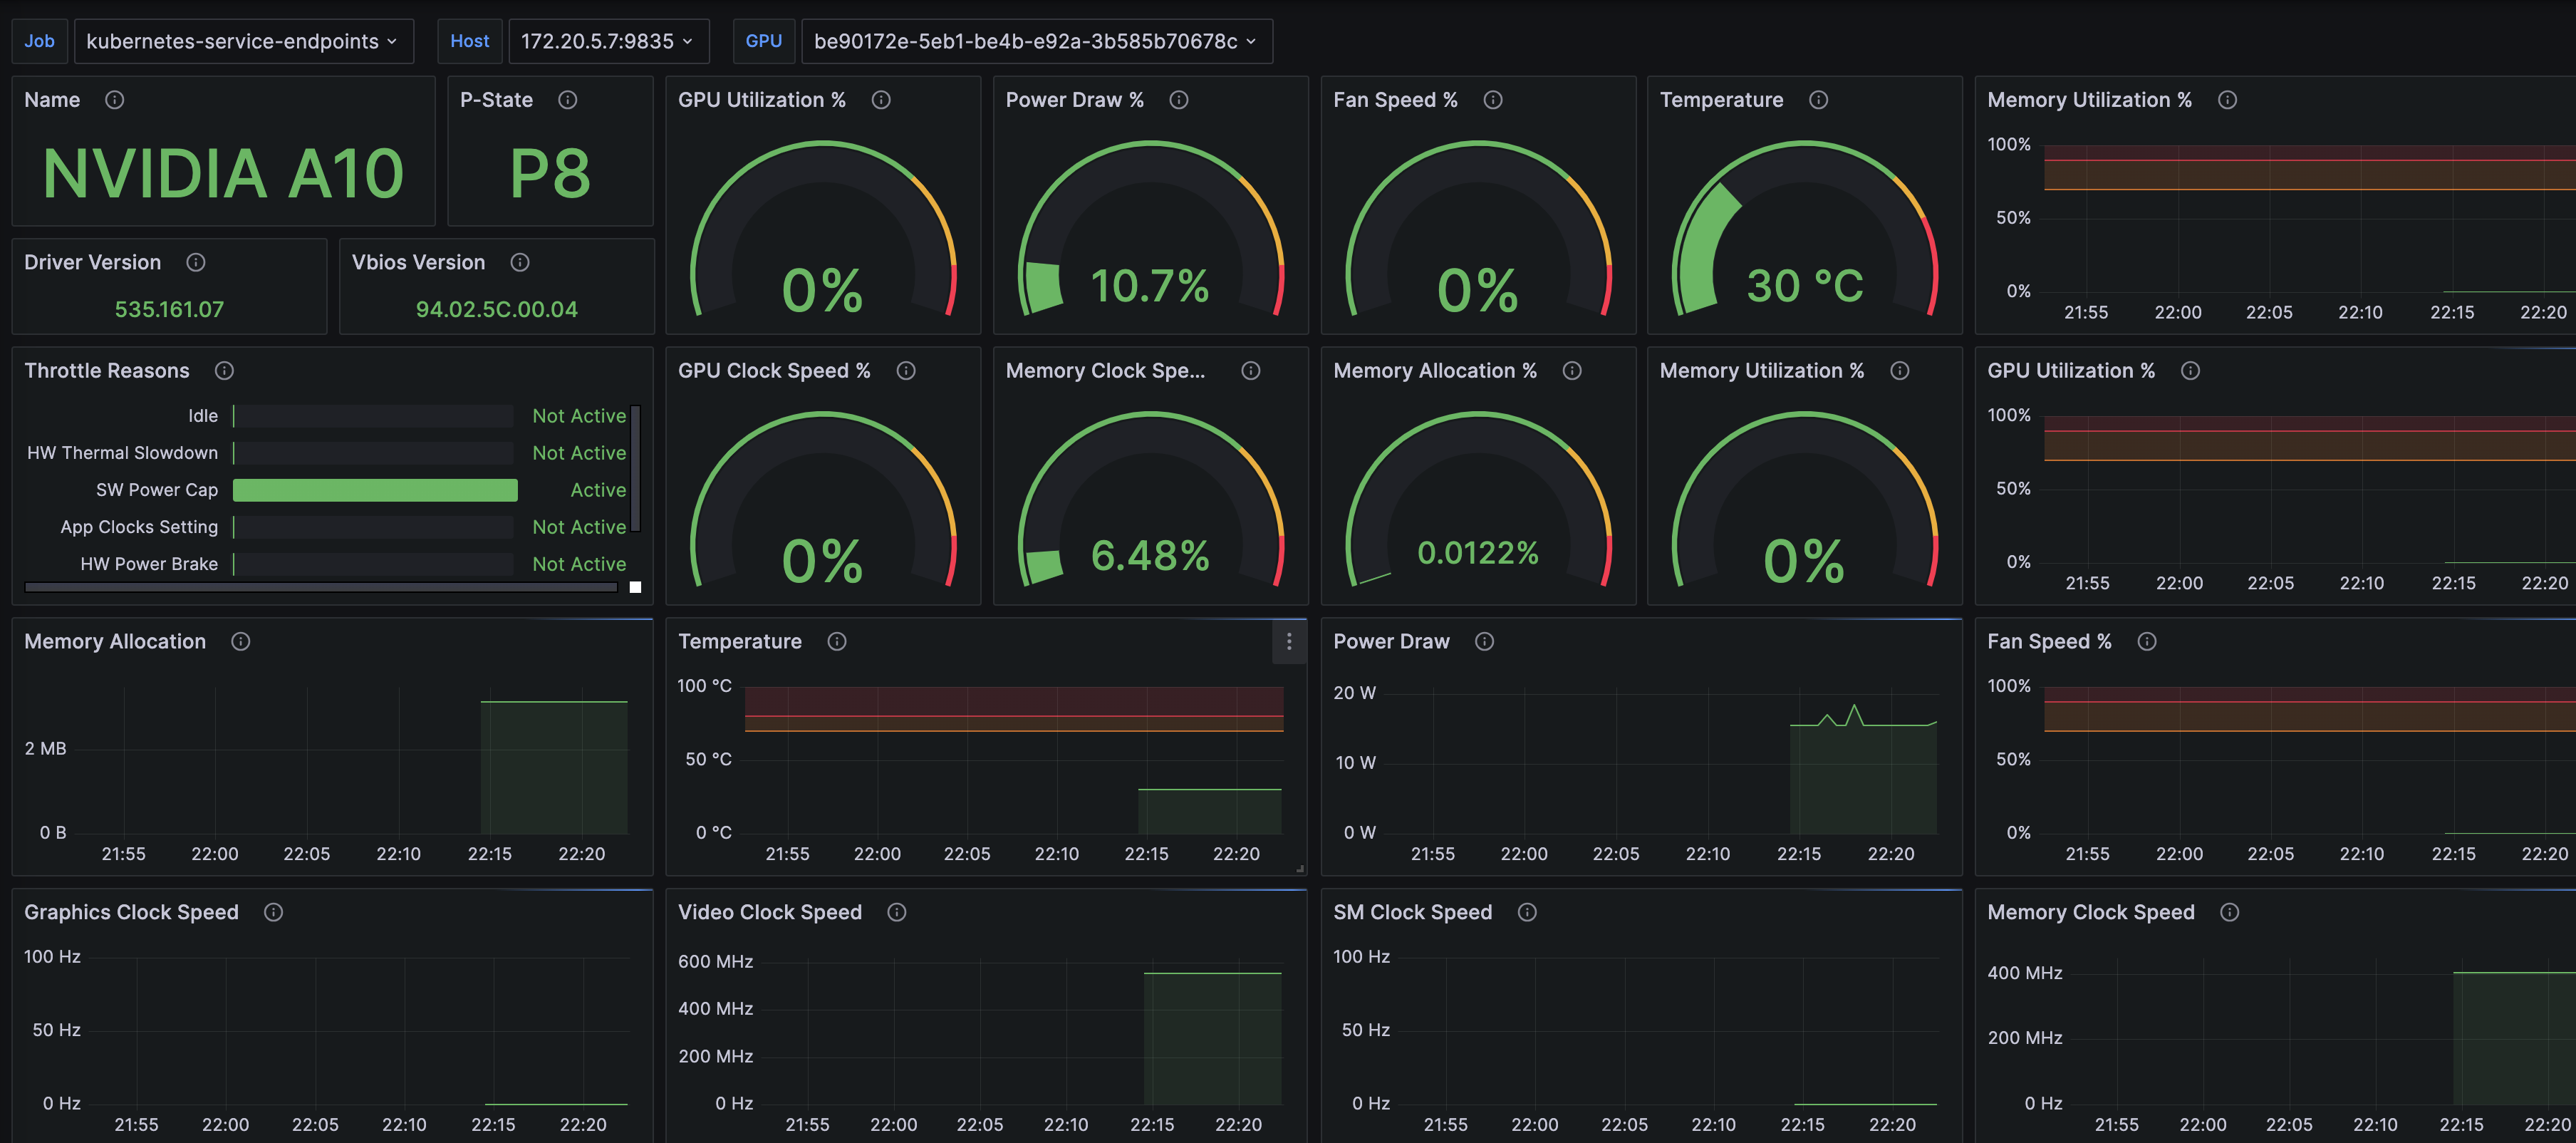 Job kubernetes-service-endpoints Host 172.20.5.7:9835 GPU be90172e-5eb1-be4b-e92a-3b585b70678c
Name
NVIDIA A10
P-State
P8
GPU Utilization %
0%
Power Draw %
10.7%
Fan Speed %
0%
Temperature
30 °C
Memory Utilization %
100%
50%
0%
21:55 22:00 22:05 22:10 22:15 22:20
Driver Version
535.161.07
Vbios Version
94.02.5C.00.04
Throttle Reasons
Idle Not Active
HW Thermal Slowdown Not Active
SW Power Cap Active
App Clocks Setting Not Active
HW Power Brake Not Active
GPU Clock Speed %
0%
Memory Clock Spe...
6.48%
Memory Allocation %
0.0122%
Memory Utilization %
0%
GPU Utilization %
100%
50%
0%
21:55 22:00 22:05 22:10 22:15 22:20
Memory Allocation
2 MB
0 B
21:55 22:00 22:05 22:10 22:15 22:20
Temperature
100 °C
50 °C
0 °C
21:55 22:00 22:05 22:10 22:15 22:20
Power Draw
20 W
10 W
0 W
21:55 22:00 22:05 22:10 22:15 22:20
Fan Speed %
100%
50%
0%
21:55 22:00 22:05 22:10 22:15 22:20
Graphics Clock Speed
100 Hz
50 Hz
0 Hz
21:55 22:00 22:05 22:10 22:15 22:20
Video Clock Speed
600 MHz
400 MHz
200 MHz
0 Hz
21:55 22:00 22:05 22:10 22:15 22:20
SM Clock Speed
100 Hz
50 Hz
0 Hz
21:55 22:00 22:05 22:10 22:15 22:20
Memory Clock Speed
400 MHz
200 MHz
0 Hz
21:55 22:00 22:05 22:10 22:15 22:20